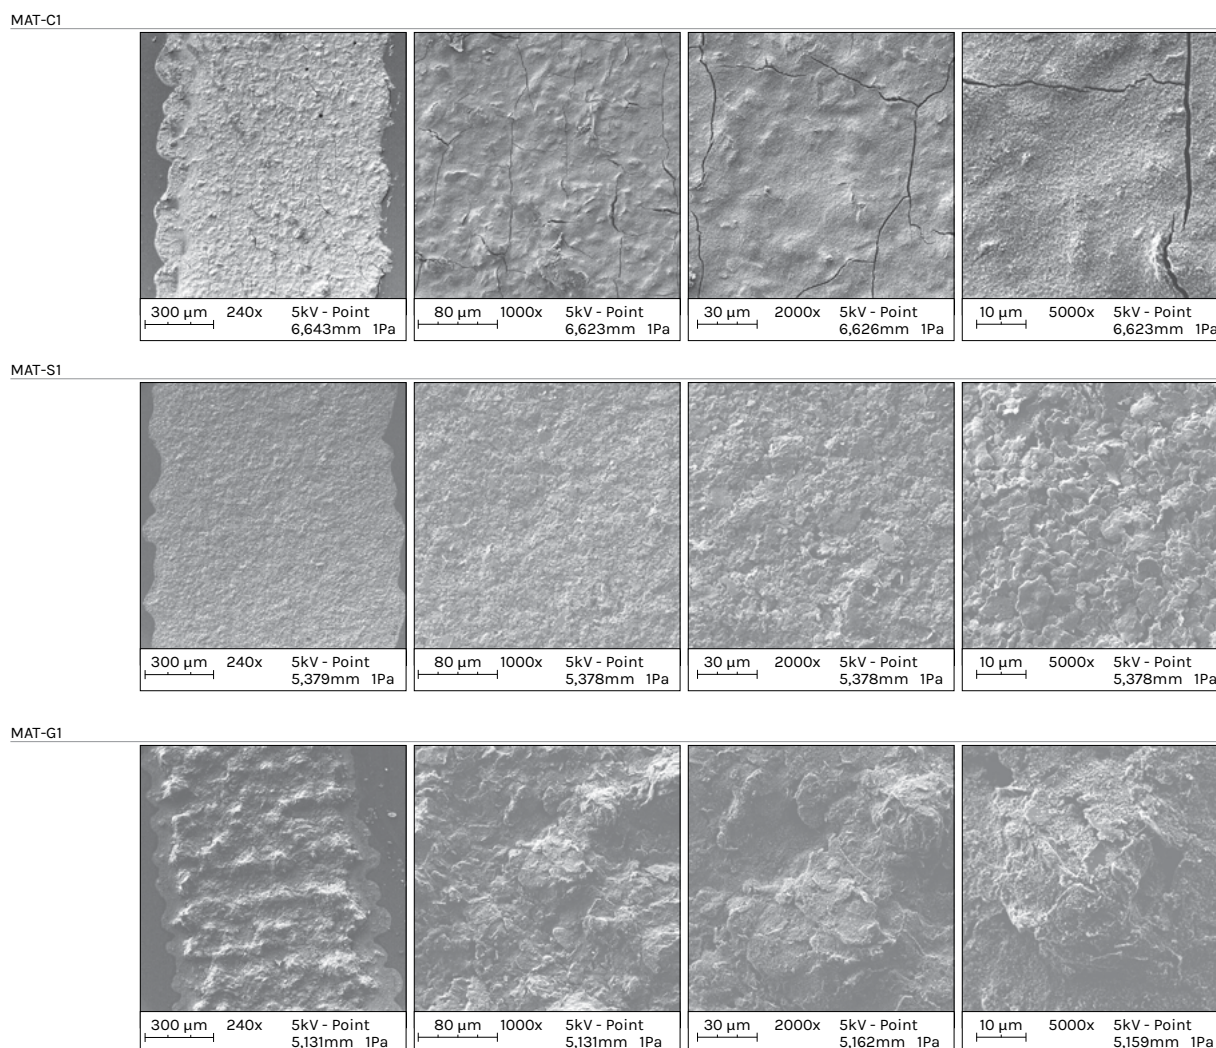 MAT-C1
300 µm 240x 5kV - Point
6,643mm 1Pa
80 µm 1000x 5kV - Point
6,623mm 1Pa
30 µm 2000x 5kV - Point
6,626mm 1Pa
10 µm 5000x 5kV - Point
6,623mm 1Pa
MAT-S1
300 µm 240x 5kV - Point
5,379mm 1Pa
80 µm 1000x 5kV - Point
5,378mm 1Pa
30 µm 2000x 5kV - Point
5,378mm 1Pa
10 µm 5000x 5kV - Point
5,378mm 1Pa
MAT-G1
300 µm 240x 5kV - Point
5,131mm 1Pa
80 µm 1000x 5kV - Point
5,131mm 1Pa
30 µm 2000x 5kV - Point
5,162mm 1Pa
10 µm 5000x 5kV - Point
5,159mm 1Pa